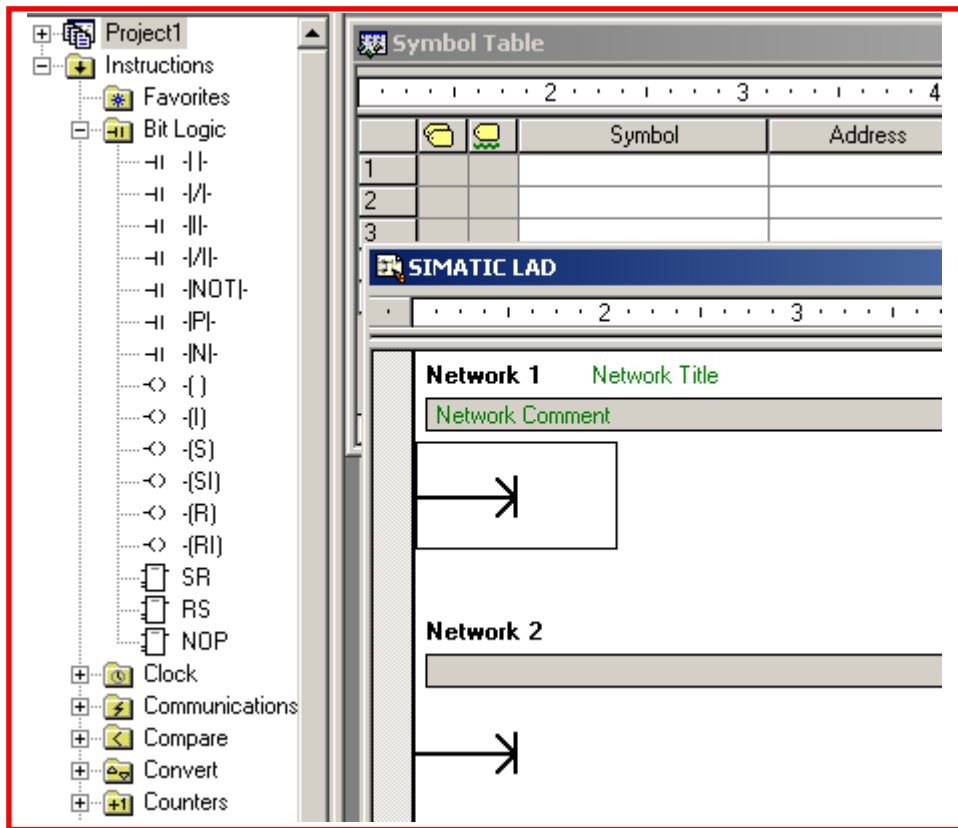 Project1
Instructions
Favorites
Bit Logic
-| |-
-|/|-
-|I|-
-|/I|-
-|NOT|-
-|P|-
-|N|-
-( )
-(I)
-(S)
-(SI)
-(R)
-(RI)
SR
RS
NOP
Clock
Communications
Compare
Convert
Counters
+1
Symbol Table
2 3 4
Symbol Address
1
2
3
SIMATIC LAD
2 3
Network 1 Network Title
Network Comment
Network 2